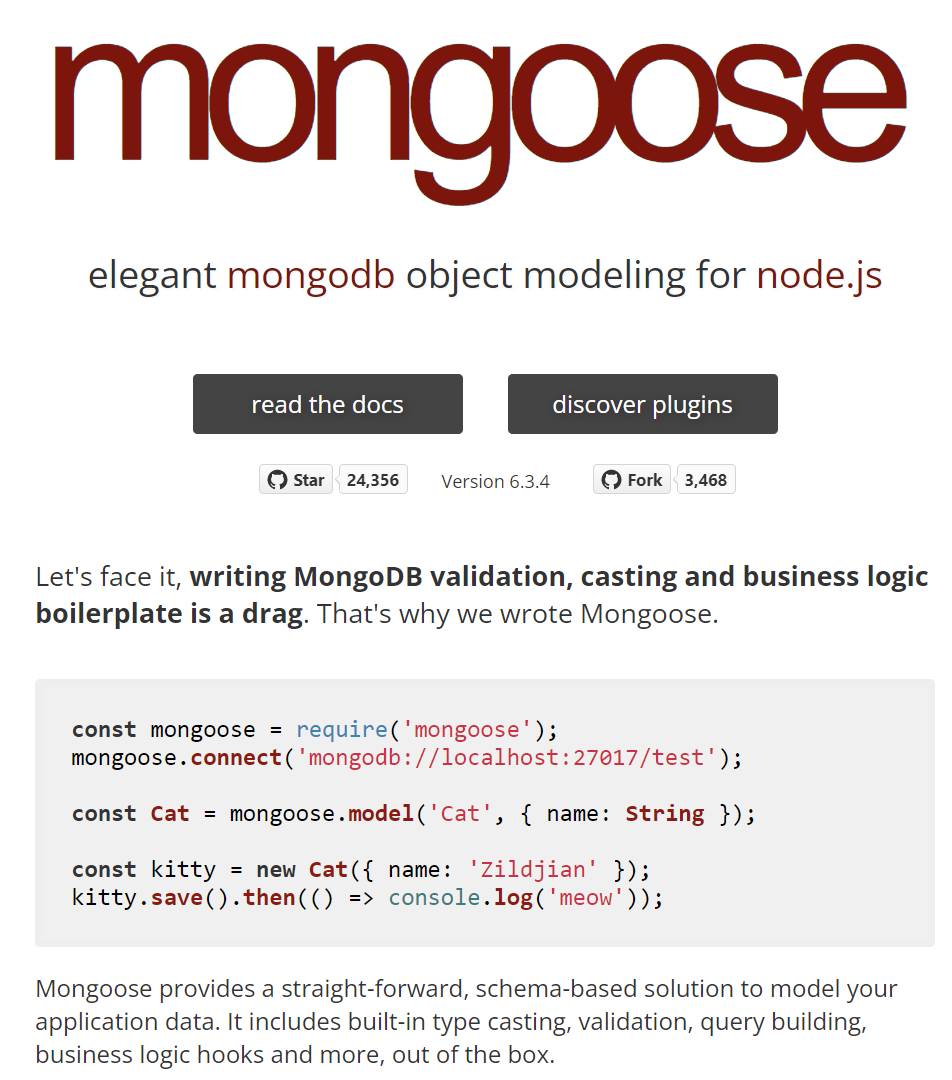 mongoose
elegant mongodb object modeling for node.js
read the docs
discover plugins
Star 24,356 Version 6.3.4 Fork 3,468
Let's face it, writing MongoDB validation, casting and business logic
boilerplate is a drag. That's why we wrote Mongoose.
const mongoose = require('mongoose');
mongoose.connect('mongodb://localhost:27017/test');
const Cat = mongoose.model('Cat', { name: String });
const kitty = new Cat({ name: 'Zildjian' });
kitty.save().then(() => console.log('meow'));
Mongoose provides a straight-forward, schema-based solution to model your
application data. It includes built-in type casting, validation, query building,
business logic hooks and more, out of the box.